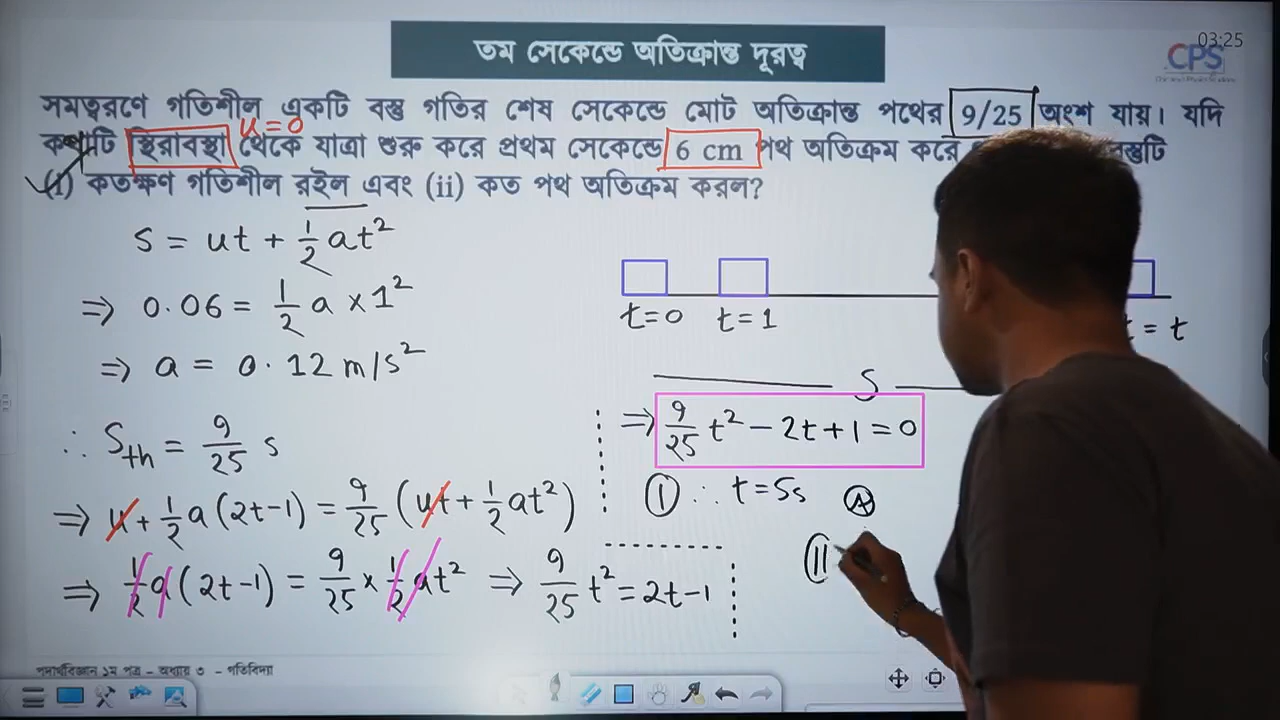 তম সেকেন্ডে অতিক্রান্ত দূরত্ব
03:25
CPS
সমত্বরণে গতিশীল একটি বস্তু গতির শেষ সেকেন্ডে মোট অতিক্রান্ত পথের 9/25 অংশ যায়। যদি
u=0
স্থিরাবস্থা থেকে যাত্রা শুরু করে প্রথম সেকেন্ডে 6 cm পথ অতিক্রম করে
(i) কতক্ষণ গতিশীল রইল এবং (ii) কত পথ অতিক্রম করল?
s = ut + 1/2 at²
⇒ 0.06 = 1/2 a × 1²
t=0 t=1 = t
⇒ a = 0.12 m/s²
S
∴ Sth = 9/25 s
⇒ 9/25 t² − 2t + 1 = 0
① ∴ t = 5s Ⓐ
⇒ u + 1/2 a (2t−1) = 9/25 (ut + 1/2 at²)
Ⅱ
⇒ 1/2 a (2t−1) = 9/25 × 1/2 at² ⇒ 9/25 t² = 2t−1
পদার্থবিজ্ঞান ১ম পত্র – অধ্যায় ৩ – গতিবিদ্যা